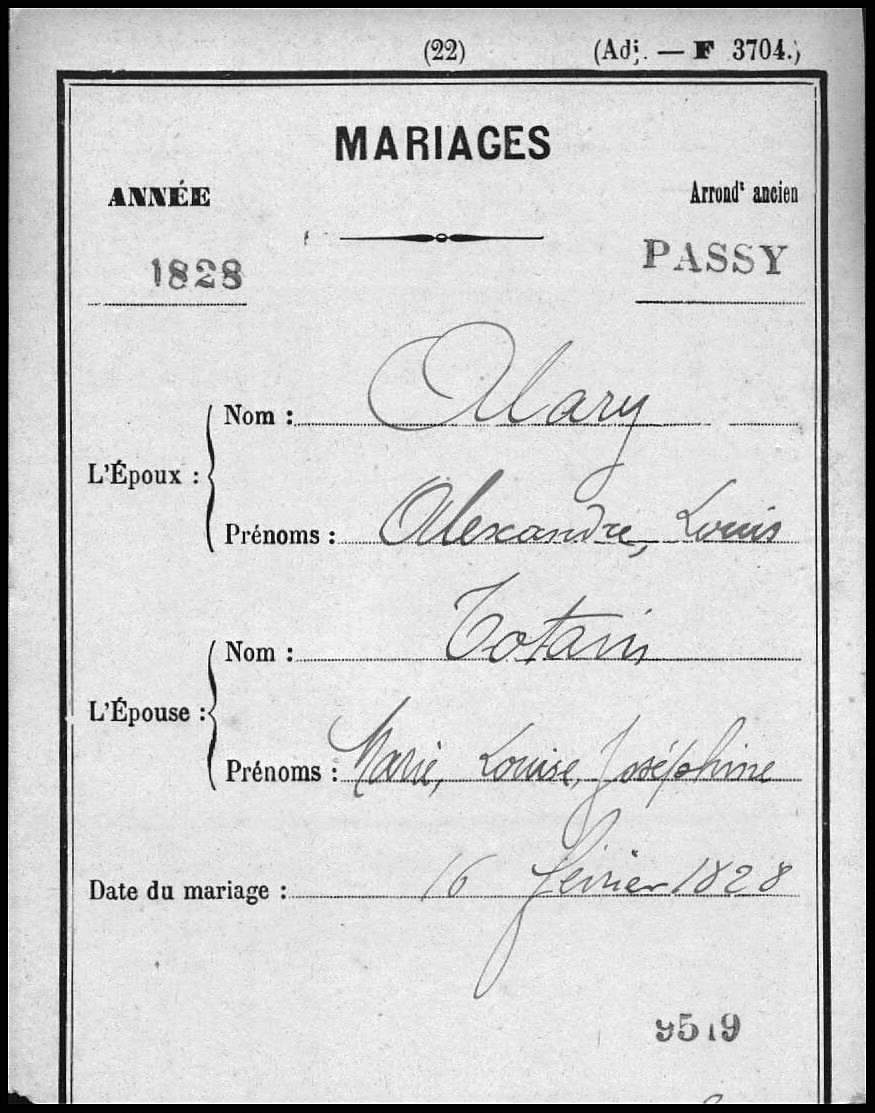 (22) (Adj. — F 3704.)
MARIAGES
ANNÉE Arrondt ancien
1828 PASSY
Nom : Alary
L'Époux :
Prénoms : Alexandre, Louis
Nom : Totain
L'Épouse :
Prénoms : Marie, Louise, Joséphine
Date du mariage : 16 février 1828
9519